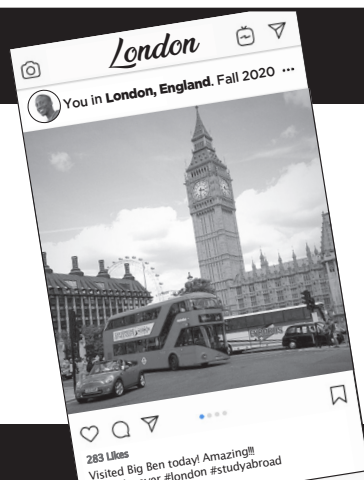 London
You in London, England. Fall 2020 ...
283 Likes
Visited Big Ben today! Amazing!!!
#london #studyabroad